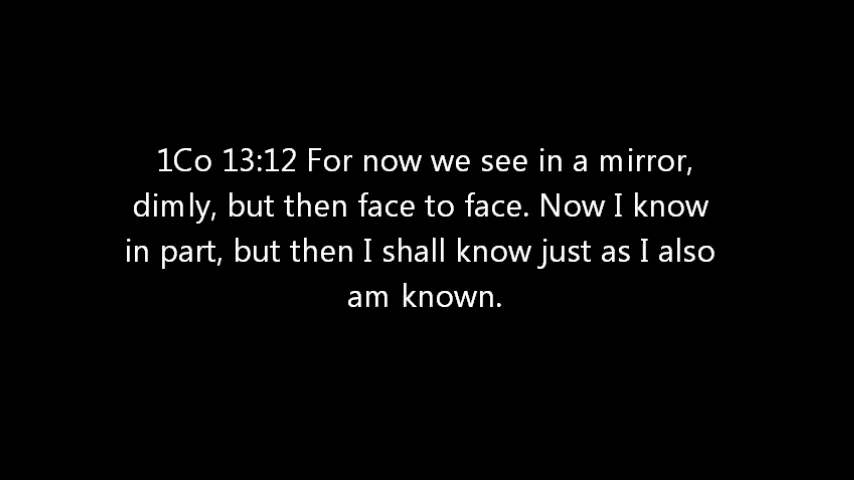 1Co 13:12 For now we see in a mirror,
dimly, but then face to face. Now I know
in part, but then I shall know just as I also
am known.